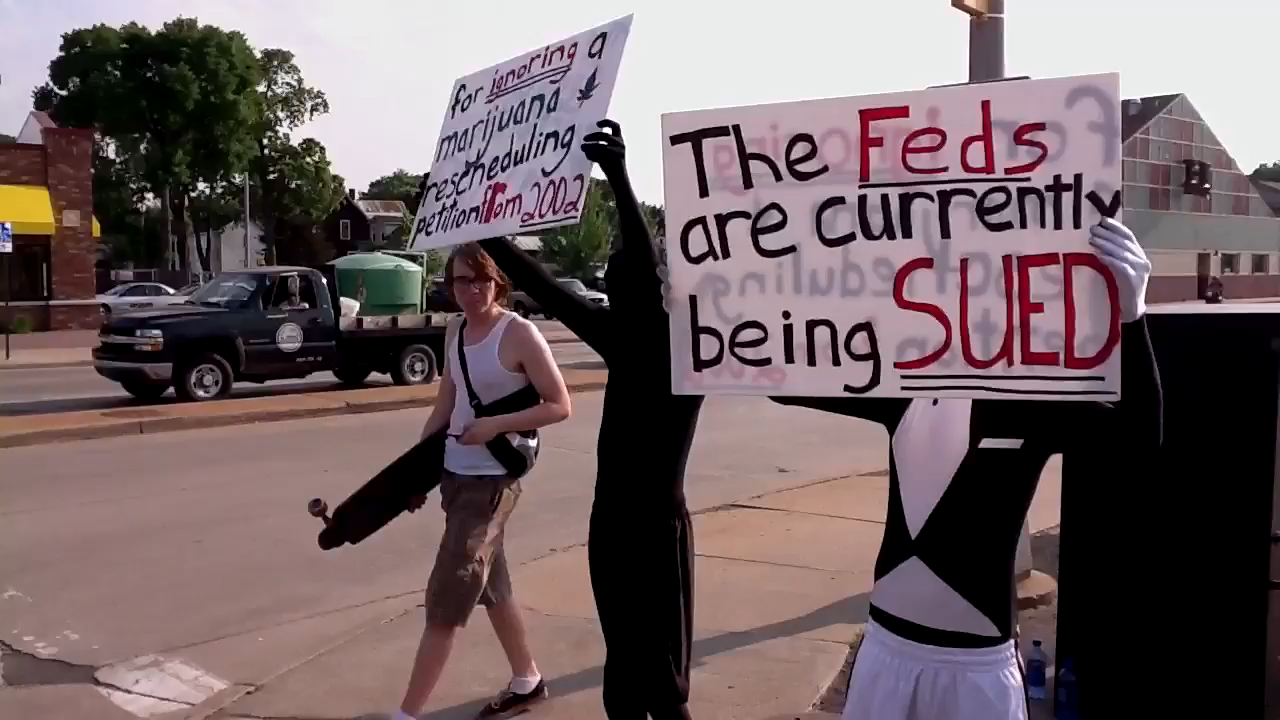 for ignoring a
marijuana
rescheduling
petition from 2002
The Feds
are currently
being SUED